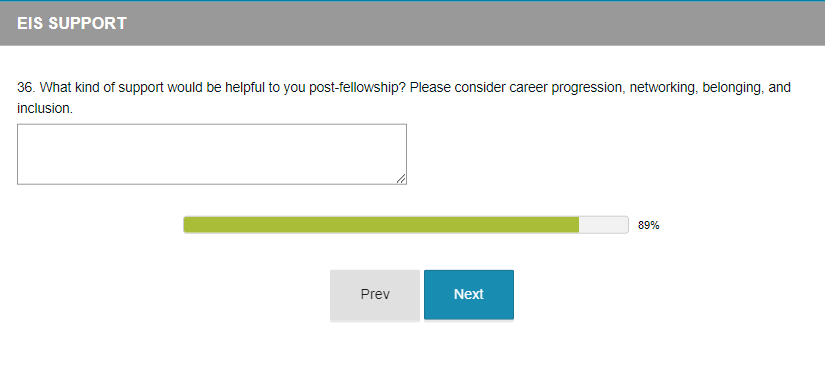 EIS SUPPORT
36. What kind of support would be helpful to you post-fellowship? Please consider career progression, networking, belonging, and
inclusion.
89%
Prev
Next